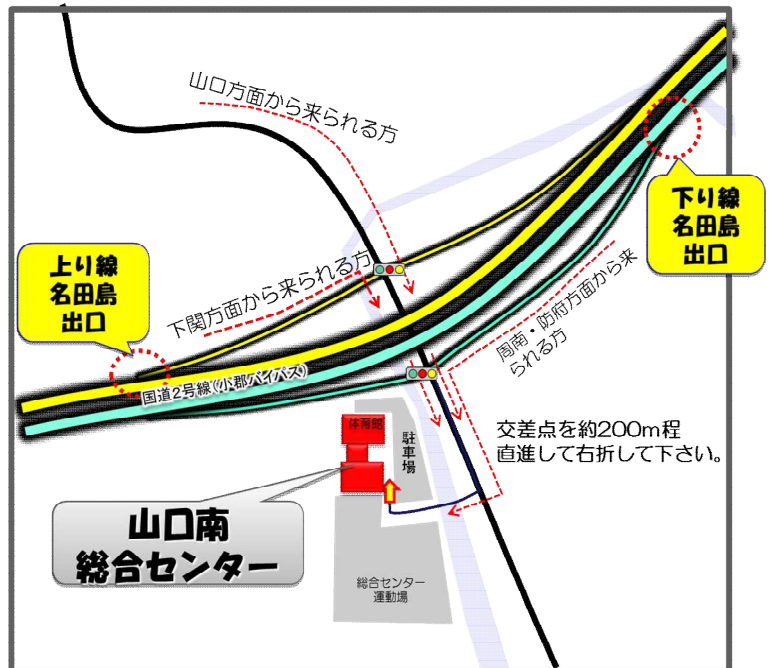 山口方面から来られる方
下り線
名田島
出口
上り線
名田島
出口
下関方面から来られる方
周南・防府方面から来
られる方
国道2号線(小郡バイパス)
体育館
駐車場
交差点を約200m程
直進して右折して下さい。
山口南
総合センター
総合センター
運動場